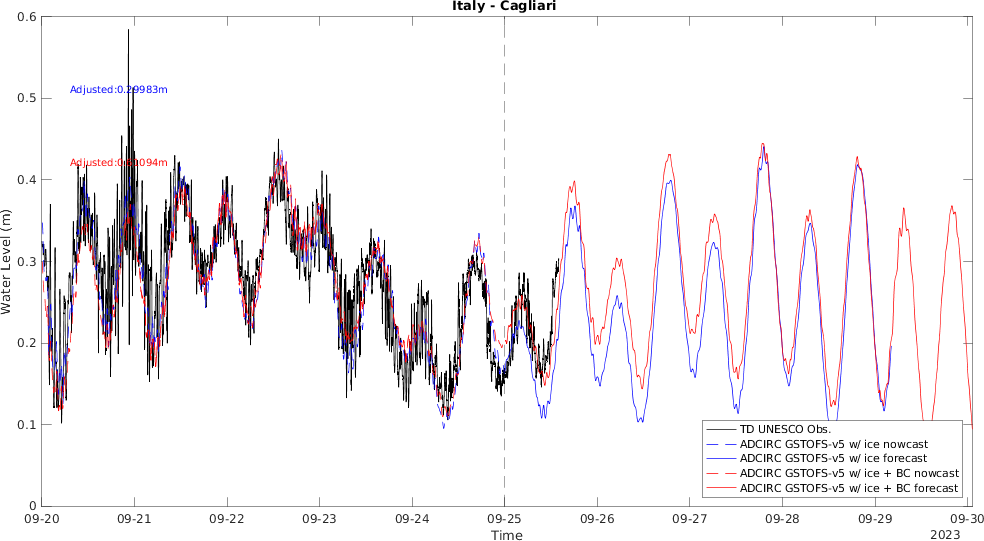 Italy - Cagliari
Water Level (m)
0.6
0.5
0.4
0.3
0.2
0.1
0
Adjusted:0.29983m
09-20
09-21
09-22
09-23
09-24
09-25
09-26
09-27
09-28
09-29
09-30
Time
2023
TD UNESCO Obs.
ADCIRC GSTOFS-v5 w/ ice nowcast
ADCIRC GSTOFS-v5 w/ ice forecast
ADCIRC GSTOFS-v5 w/ ice + BC nowcast
ADCIRC GSTOFS-v5 w/ ice + BC forecast